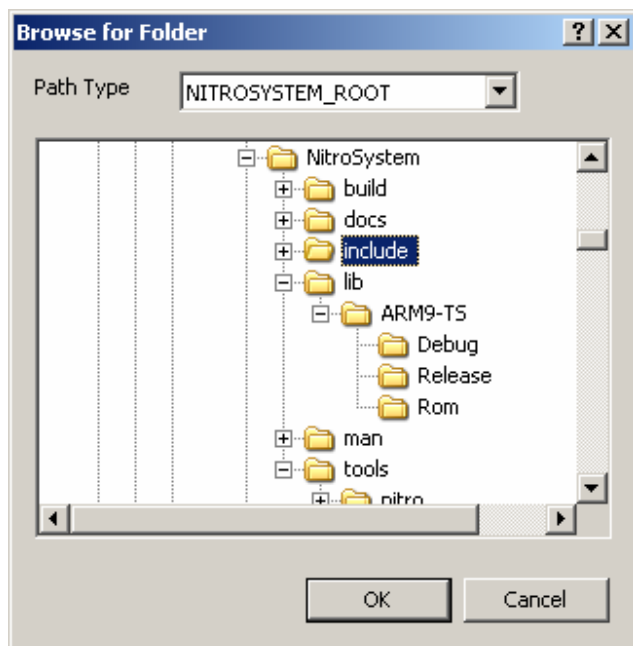 Browse for Folder
Path Type
NITROSYSTEM_ROOT
NitroSystem
build
docs
include
lib
ARM9-TS
Debug
Release
Rom
man
tools
nitro
OK
Cancel